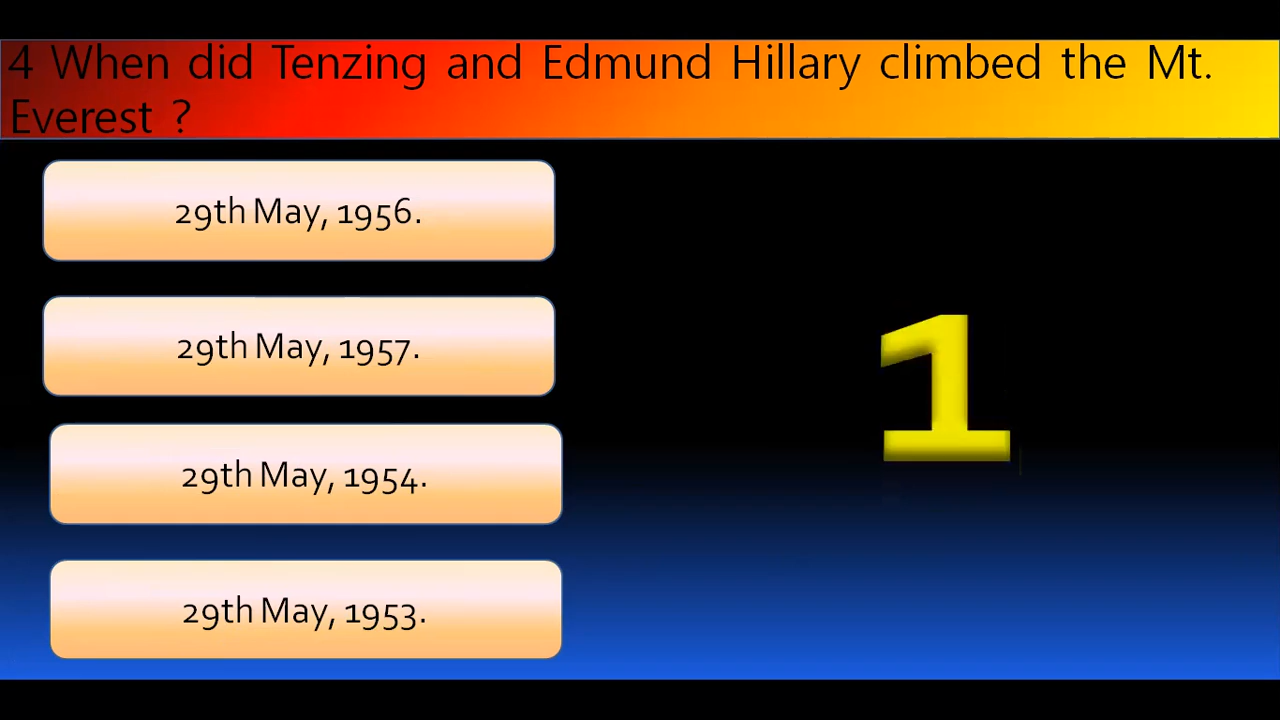 4 When did Tenzing and Edmund Hillary climbed the Mt.
Everest ?
29th May, 1956.
29th May, 1957.
29th May, 1954.
29th May, 1953.
1